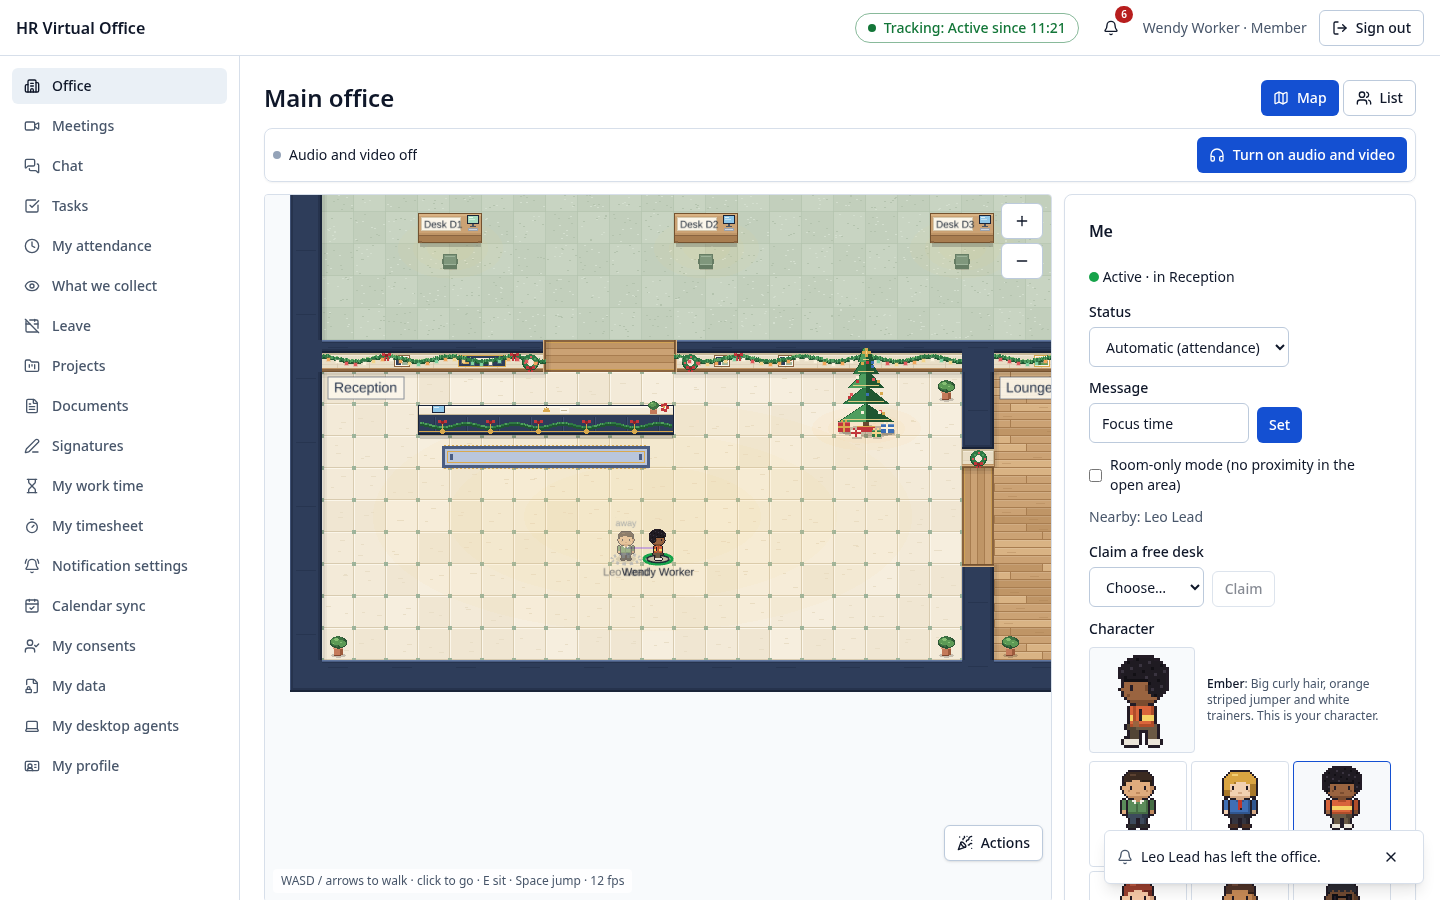 HR Virtual Office
Tracking: Active since 11:21
6
Wendy Worker · Member
Sign out
Office
Meetings
Chat
Tasks
My attendance
What we collect
Leave
Projects
Documents
Signatures
My work time
My timesheet
Notification settings
Calendar sync
My consents
My data
My desktop agents
My profile
Main office
Map
List
Audio and video off
Turn on audio and video
Desk D1
Desk D2
Desk D3
+
−
Reception
Lounge
away
Leo
Wendy Worker
Actions
WASD / arrows to walk · click to go · E sit · Space jump · 12 fps
Me
Active · in Reception
Status
Automatic (attendance)
Message
Focus time
Set
Room-only mode (no proximity in the
open area)
Nearby: Leo Lead
Claim a free desk
Choose...
Claim
Character
Ember: Big curly hair, orange
striped jumper and white
trainers. This is your character.
Leo Lead has left the office.